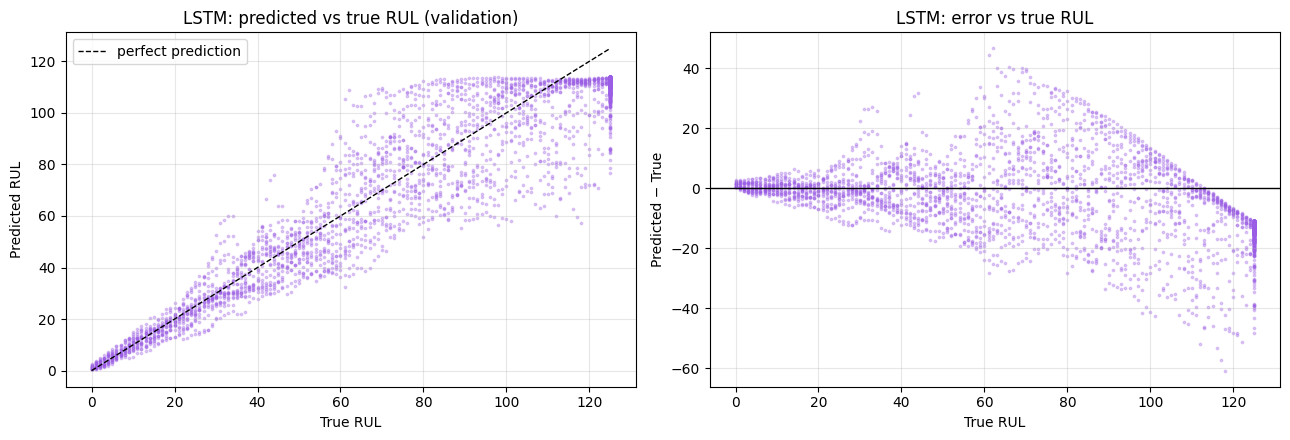 LSTM: predicted vs true RUL (validation)
perfect prediction
Predicted RUL
120
100
80
60
40
20
0
0 20 40 60 80 100 120
True RUL
LSTM: error vs true RUL
Predicted − True
40
20
0
−20
−40
−60
0 20 40 60 80 100 120
True RUL